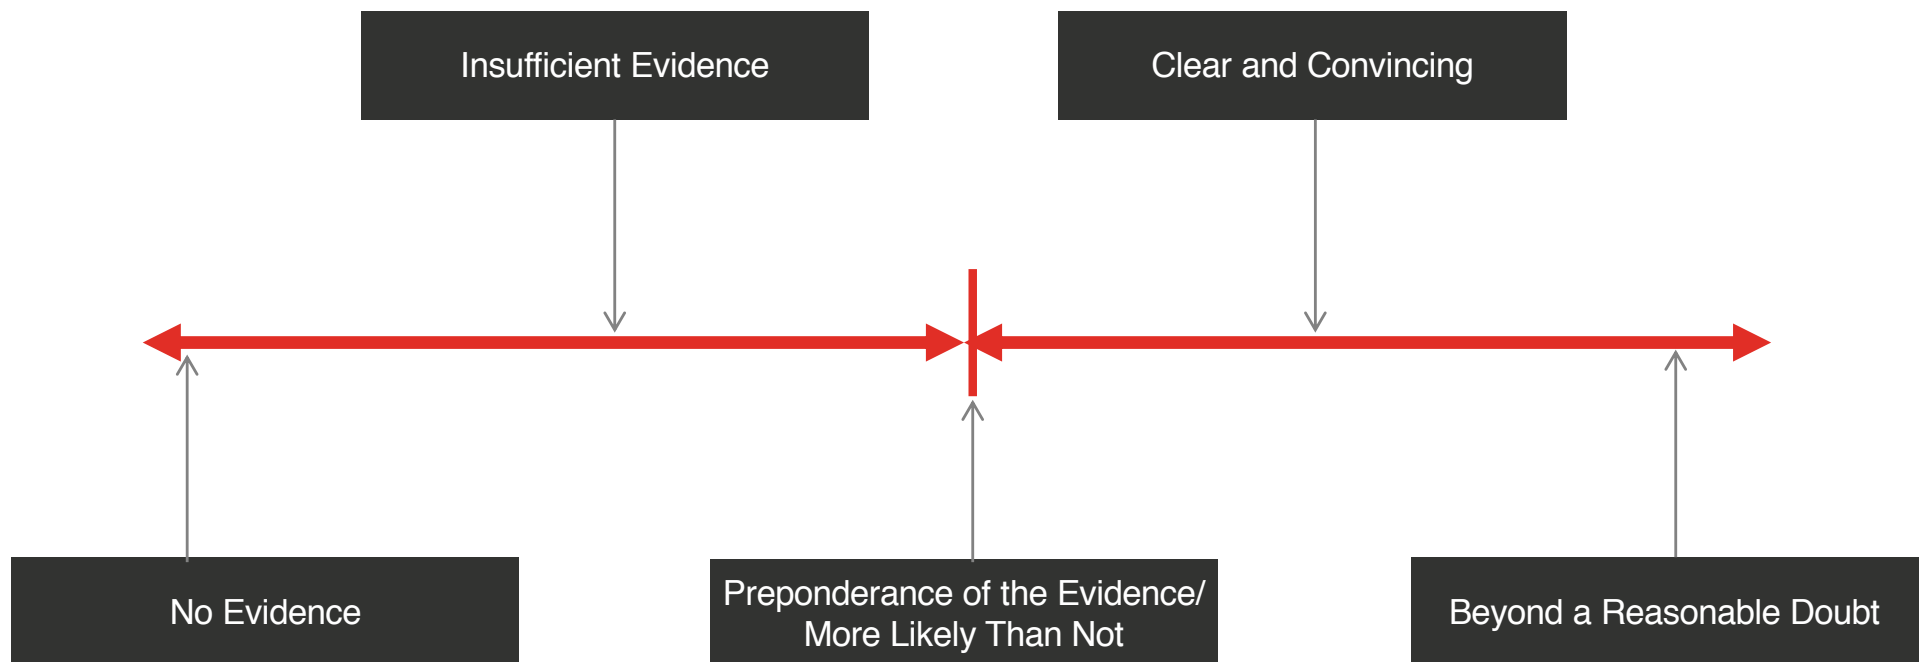 Insufficient Evidence
Clear and Convincing
No Evidence
Preponderance of the Evidence/
More Likely Than Not
Beyond a Reasonable Doubt